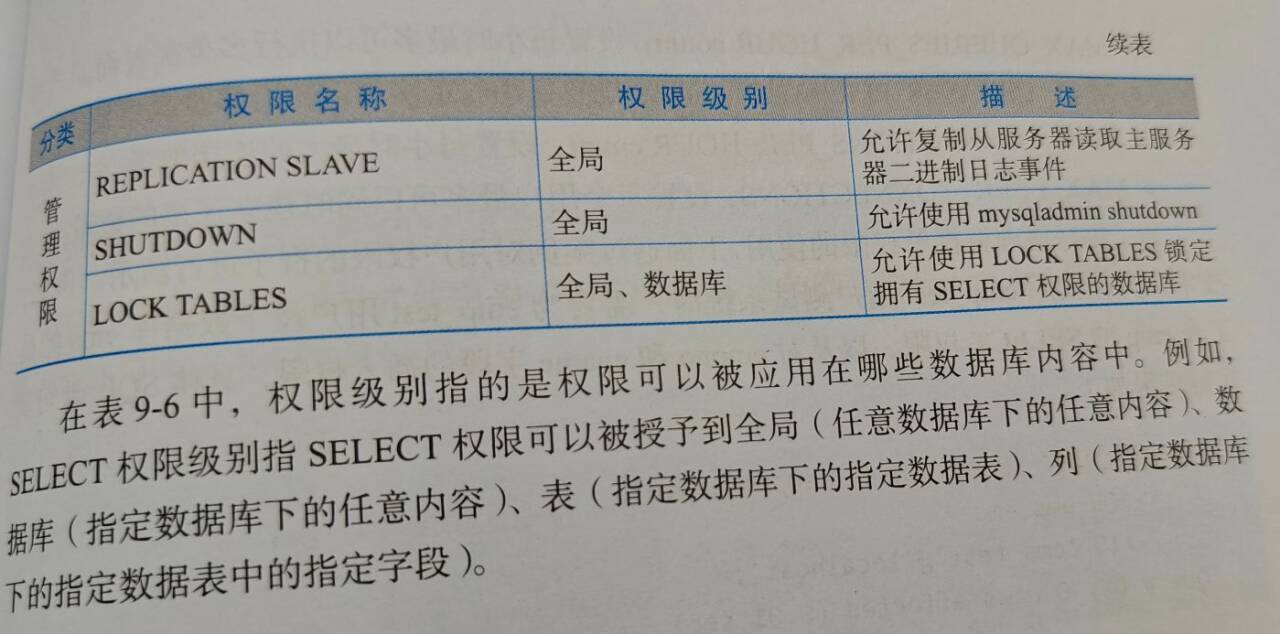 续表
分类 权限名称 权限级别 描述
管理权限
REPLICATION SLAVE 全局 允许复制从服务器读取主服务
器二进制日志事件
SHUTDOWN 全局 允许使用 mysqladmin shutdown
LOCK TABLES 全局、数据库 允许使用 LOCK TABLES 锁定
拥有 SELECT 权限的数据库
在表 9-6 中，权限级别指的是权限可以被应用在哪些数据库内容中。例如，
SELECT 权限级别指 SELECT 权限可以被授予到全局（任意数据库下的任意内容）、数
据库（指定数据库下的任意内容）、表（指定数据库下的指定数据表）、列（指定数据库
下的指定数据表中的指定字段）。